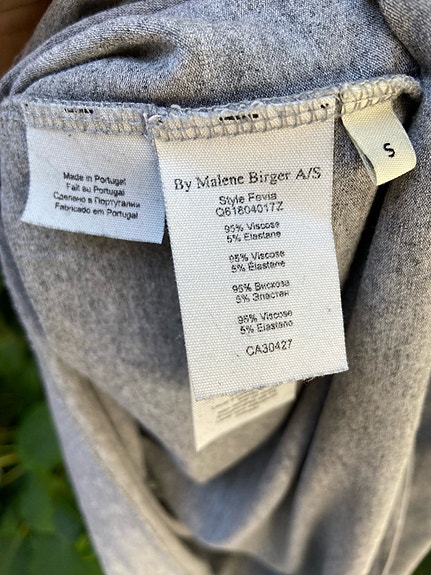 Made in Portugal
Fait au Portugal
Сделано в Португалии
Fabricado em Portugal
By Malene Birger A/S
Style Favia
Q61804017Z
95% Viscose
5% Elastane
95% Viscose
5% Elastane
95% Вискоза
5% Эластан
95% Viscose
5% Elastano
CA30427
S